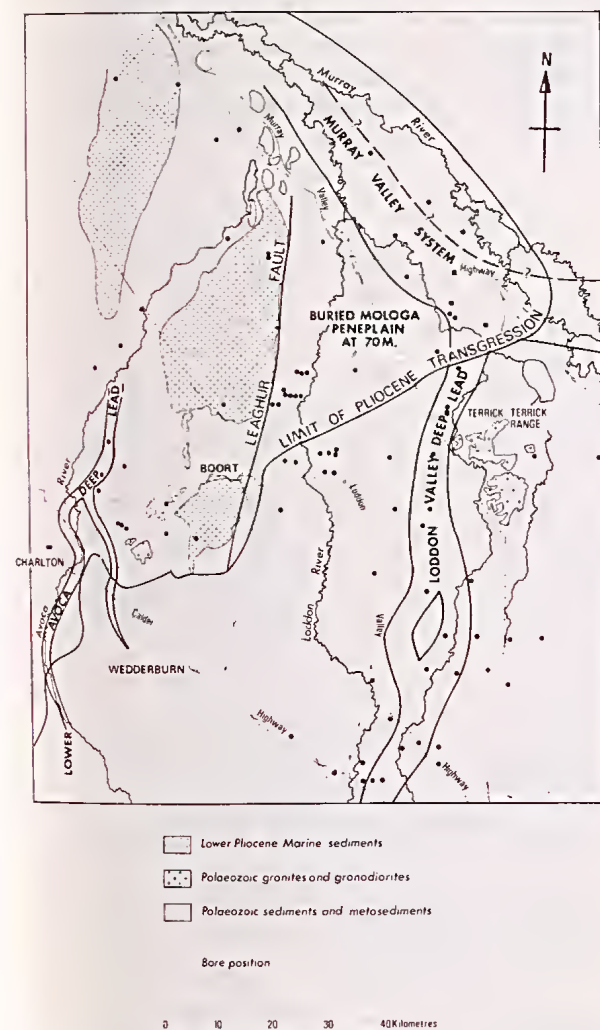 N
Murray
River
MURRAY VALLEY SYSTEM
Murray
Valley
Highway
?
?
?
BURIED MOLOGA
PENEPLAIN
AT 70M.
LEAGHUR FAULT
LIMIT OF PLIOCENE TRANSGRESSION
TERRICK TERRICK
RANGE
LODDON VALLEY DEEP LEAD
BOORT
Loddon
River
DEEP LEAD
CHARLTON
Avoca
AVOCA
LOWER
Calder
WEDDERBURN
Loddon
River
Valley
Highway
Highway
Lower Pliocene Marine sediments
Palaeozoic granites and granodiorites
Palaeozoic sediments and metasediments
Bore position
0 10 20 30 40 Kilometres